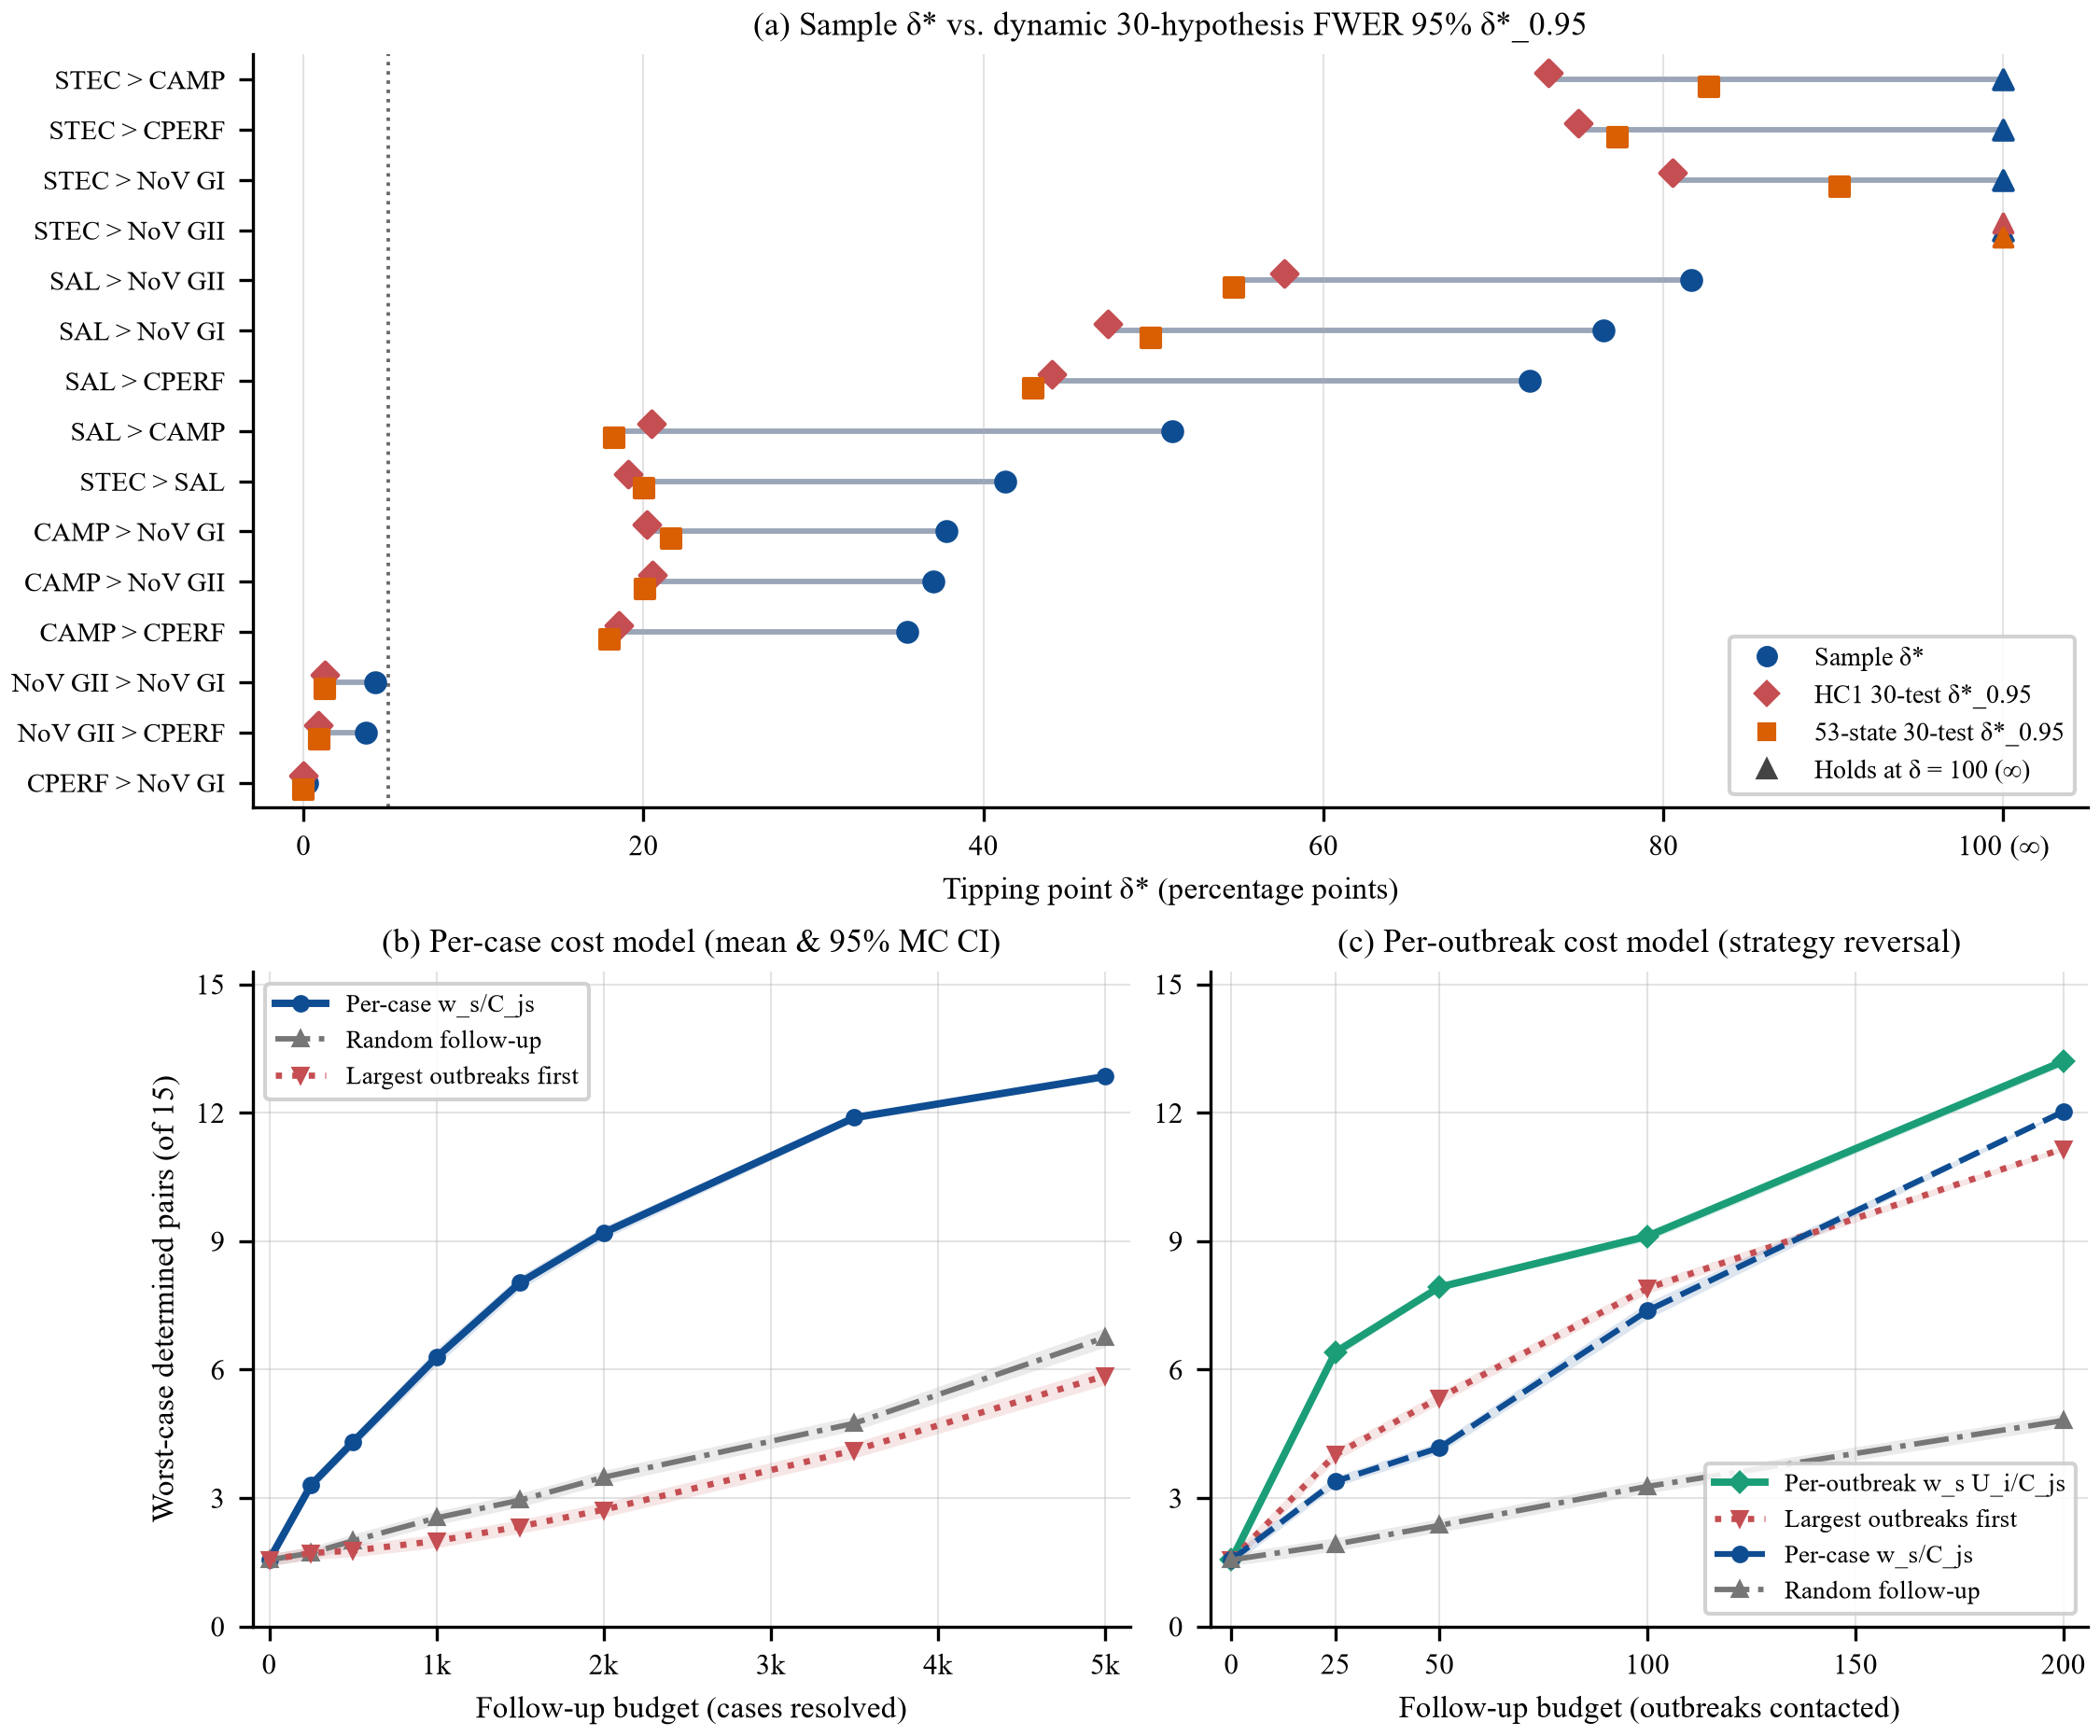 (a) Sample δ* vs. dynamic 30-hypothesis FWER 95% δ*_0.95
STEC > CAMP
STEC > CPERF
STEC > NoV GI
STEC > NoV GII
SAL > NoV GII
SAL > NoV GI
SAL > CPERF
SAL > CAMP
STEC > SAL
CAMP > NoV GI
CAMP > NoV GII
CAMP > CPERF
NoV GII > NoV GI
NoV GII > CPERF
CPERF > NoV GI
Sample δ*
HC1 30-test δ*_0.95
53-state 30-test δ*_0.95
Holds at δ = 100 (∞)
0 20 40 60 80 100 (∞)
Tipping point δ* (percentage points)
(b) Per-case cost model (mean & 95% MC CI)
15
12
9
6
3
0
Worst-case determined pairs (of 15)
Per-case w_s/C_js
Random follow-up
Largest outbreaks first
0 1k 2k 3k 4k 5k
Follow-up budget (cases resolved)
(c) Per-outbreak cost model (strategy reversal)
15
12
9
6
3
0
Per-outbreak w_s U_i/C_js
Largest outbreaks first
Per-case w_s/C_js
Random follow-up
0 25 50 100 150 200
Follow-up budget (outbreaks contacted)